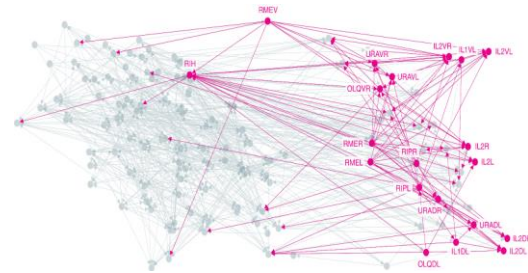 RMEV
IL2VR
IL1VL
IL2VL
URAVR
RIH
URAVL
OLQVR
RMER
IL2R
RIPR
RMEL
IL2L
RIPL
URADR
URADL
IL2DR
IL1DL
IL2DL
OLQDL